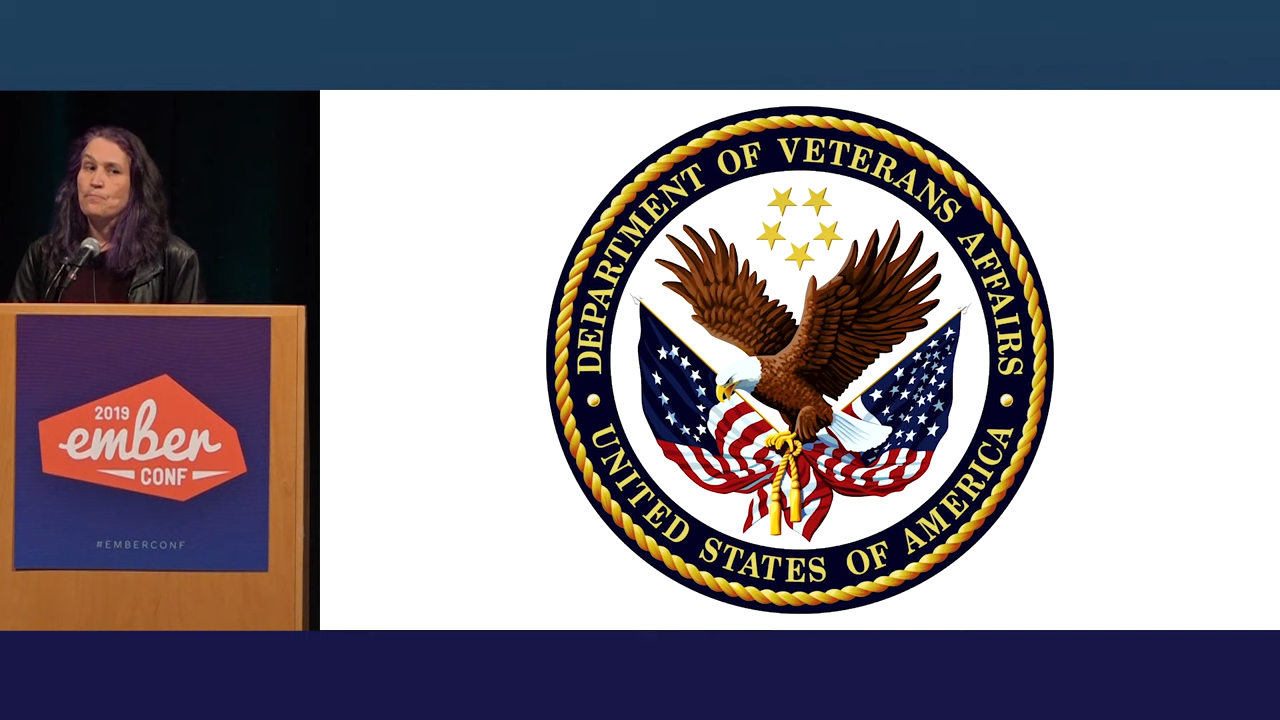 2019
ember
CONF
#EMBERCONF
DEPARTMENT OF VETERANS AFFAIRS
UNITED STATES OF AMERICA